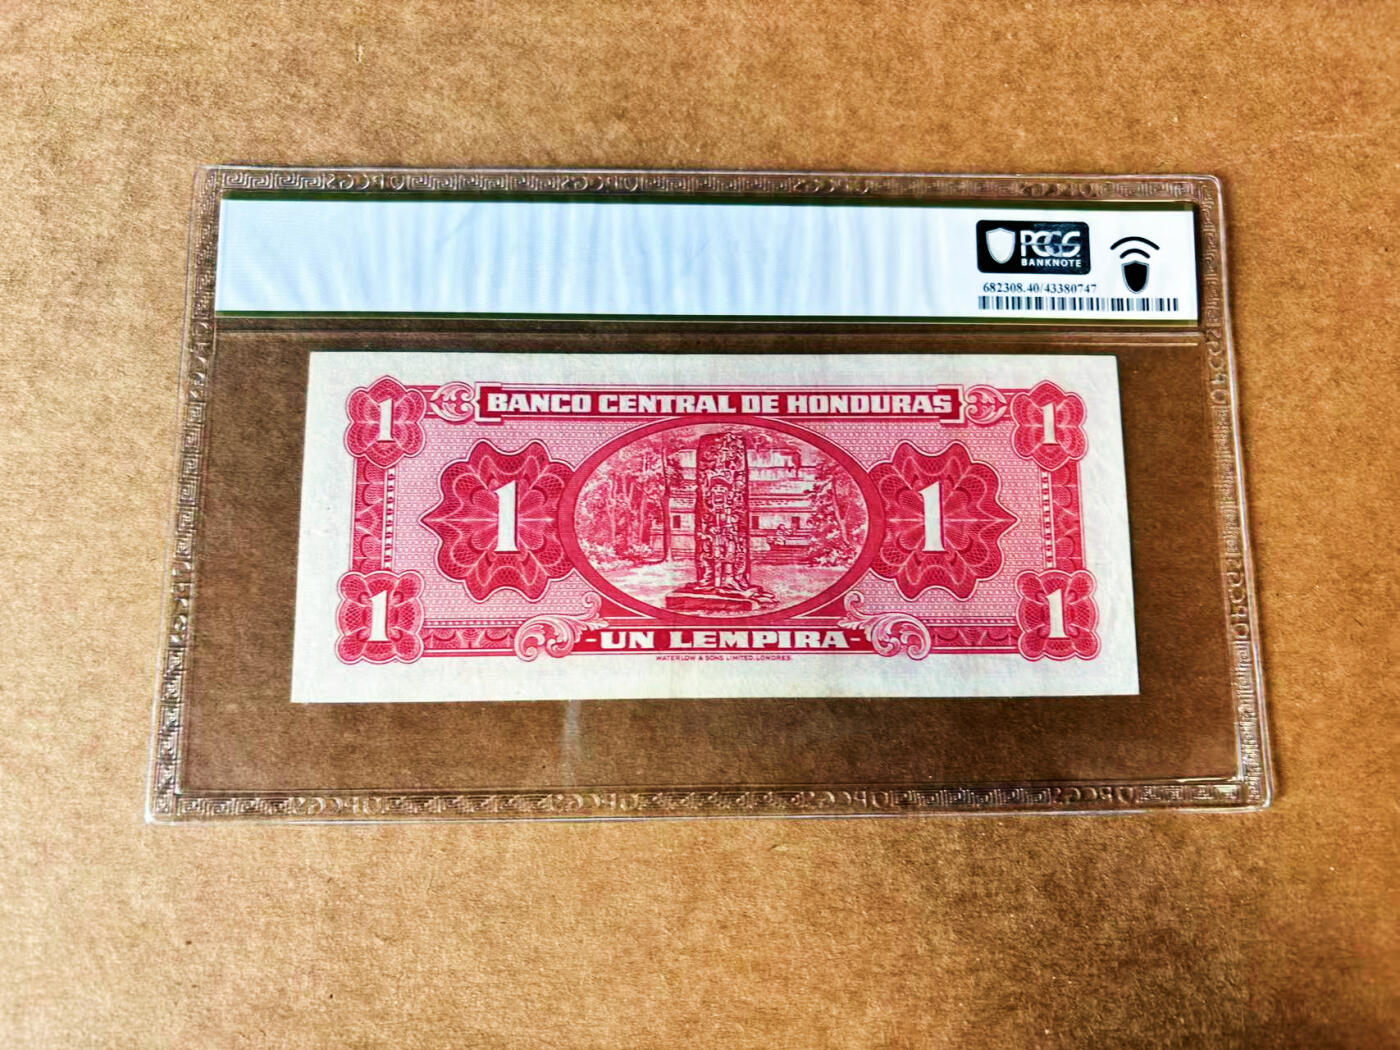 PCGS
BANKNOTE
682308.40/43380747
1 BANCO CENTRAL DE HONDURAS 1
1 1
1 1
-UN LEMPIRA-
WATERLOW & SONS LIMITED, LONDRES.